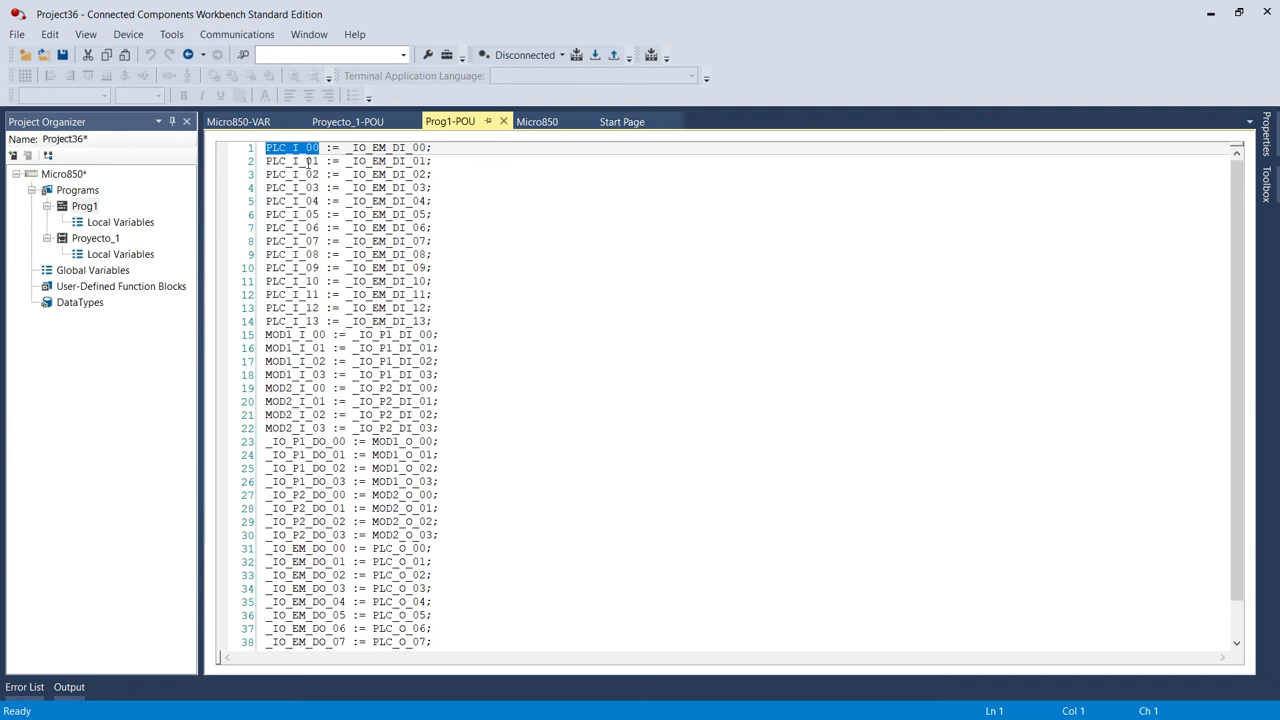 Project36 - Connected Components Workbench Standard Edition
File Edit View Device Tools Communications Window Help
Disconnected
Terminal Application Language:
Project Organizer
Micro850-VAR Proyecto_1-POU Prog1-POU Micro850 Start Page
Name: Project36*
Micro850*
Programs
Prog1
Local Variables
Proyecto_1
Local Variables
Global Variables
User-Defined Function Blocks
DataTypes
1 PLC_I_00 := _IO_EM_DI_00;
2 PLC_I_01 := _IO_EM_DI_01;
3 PLC_I_02 := _IO_EM_DI_02;
4 PLC_I_03 := _IO_EM_DI_03;
5 PLC_I_04 := _IO_EM_DI_04;
6 PLC_I_05 := _IO_EM_DI_05;
7 PLC_I_06 := _IO_EM_DI_06;
8 PLC_I_07 := _IO_EM_DI_07;
9 PLC_I_08 := _IO_EM_DI_08;
10 PLC_I_09 := _IO_EM_DI_09;
11 PLC_I_10 := _IO_EM_DI_10;
12 PLC_I_11 := _IO_EM_DI_11;
13 PLC_I_12 := _IO_EM_DI_12;
14 PLC_I_13 := _IO_EM_DI_13;
15 MOD1_I_00 := _IO_P1_DI_00;
16 MOD1_I_01 := _IO_P1_DI_01;
17 MOD1_I_02 := _IO_P1_DI_02;
18 MOD1_I_03 := _IO_P1_DI_03;
19 MOD2_I_00 := _IO_P2_DI_00;
20 MOD2_I_01 := _IO_P2_DI_01;
21 MOD2_I_02 := _IO_P2_DI_02;
22 MOD2_I_03 := _IO_P2_DI_03;
23 _IO_P1_DO_00 := MOD1_O_00;
24 _IO_P1_DO_01 := MOD1_O_01;
25 _IO_P1_DO_02 := MOD1_O_02;
26 _IO_P1_DO_03 := MOD1_O_03;
27 _IO_P2_DO_00 := MOD2_O_00;
28 _IO_P2_DO_01 := MOD2_O_01;
29 _IO_P2_DO_02 := MOD2_O_02;
30 _IO_P2_DO_03 := MOD2_O_03;
31 _IO_EM_DO_00 := PLC_O_00;
32 _IO_EM_DO_01 := PLC_O_01;
33 _IO_EM_DO_02 := PLC_O_02;
34 _IO_EM_DO_03 := PLC_O_03;
35 _IO_EM_DO_04 := PLC_O_04;
36 _IO_EM_DO_05 := PLC_O_05;
37 _IO_EM_DO_06 := PLC_O_06;
38 _IO_EM_DO_07 := PLC_O_07;
Properties
Toolbox
Error List Output
Ready Ln 1 Col 1 Ch 1